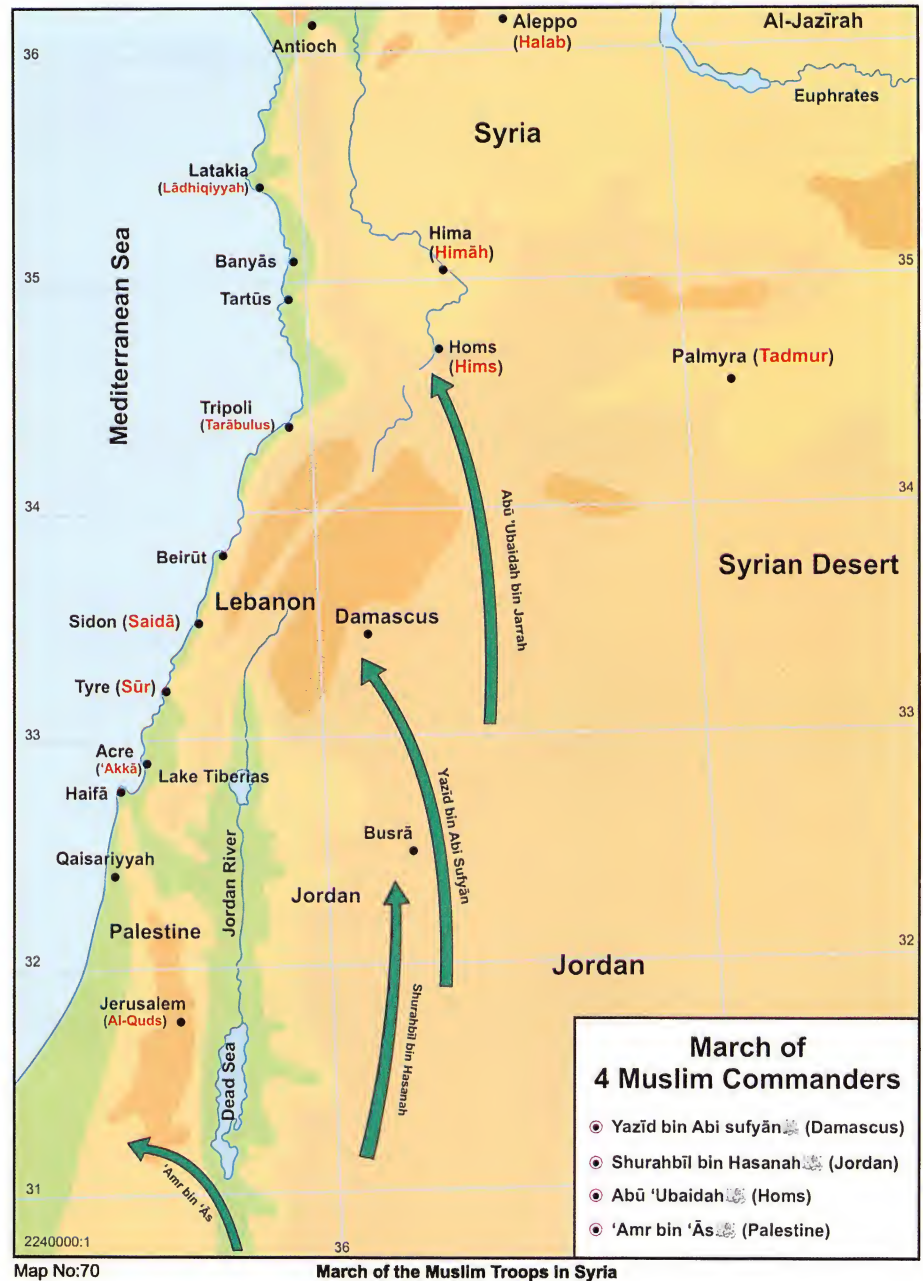 36
Antioch
Aleppo
(Halab)
Al-Jazīrah
Euphrates
Syria
Latakia
(Lādhiqiyyah)
Mediterranean Sea
Hima
(Himāh)
Banyās
35
35
Tartūs
Homs
(Hims)
Palmyra (Tadmur)
Tripoli
(Tarābulus)
34
34
Abū 'Ubaidah bin Jarrah
Beirūt
Syrian Desert
Lebanon
Sidon (Saidā)
Damascus
Tyre (Sūr)
33
33
Acre
('Akkā)
Lake Tiberias
Haifā
Yazīd bin Abi Sufyān
Busrā
Qaisariyyah
Jordan River
Jordan
Palestine
32
32
Jordan
Jerusalem
(Al-Quds)
Shurahbīl bin Hasanah
Dead Sea
31
'Amr bin 'Ās
2240000:1
36
March of
4 Muslim Commanders
Yazīd bin Abi sufyān (Damascus)
Shurahbīl bin Hasanah (Jordan)
Abū 'Ubaidah (Homs)
'Amr bin 'Ās (Palestine)
Map No:70
March of the Muslim Troops in Syria